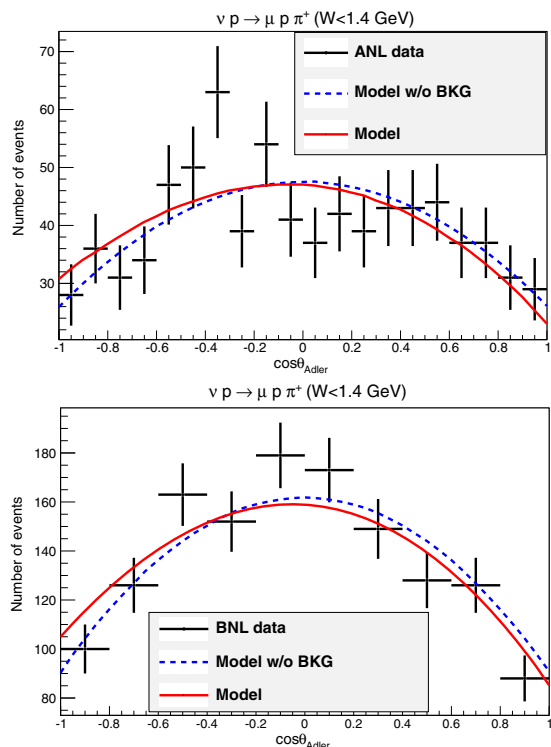 ν p → μ p π⁺ (W<1.4 GeV)
ANL data
Model w/o BKG
Model
Number of events
70
60
50
40
30
-1 -0.8 -0.6 -0.4 -0.2 0 0.2 0.4 0.6 0.8 1
cosθ_Adler
ν p → μ p π⁺ (W<1.4 GeV)
Number of events
180
160
140
120
100
80
BNL data
Model w/o BKG
Model
-1 -0.8 -0.6 -0.4 -0.2 0 0.2 0.4 0.6 0.8 1
cosθ_Adler